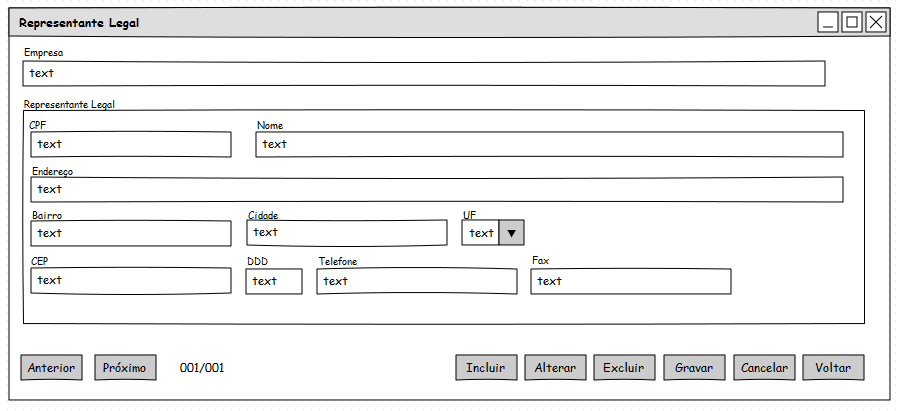 Representante Legal
Empresa
text
Representante Legal
CPF Nome
text text
Endereço
text
Bairro Cidade UF
text text text
CEP DDD Telefone Fax
text text text text
Anterior Próximo 001/001 Incluir Alterar Excluir Gravar Cancelar Voltar